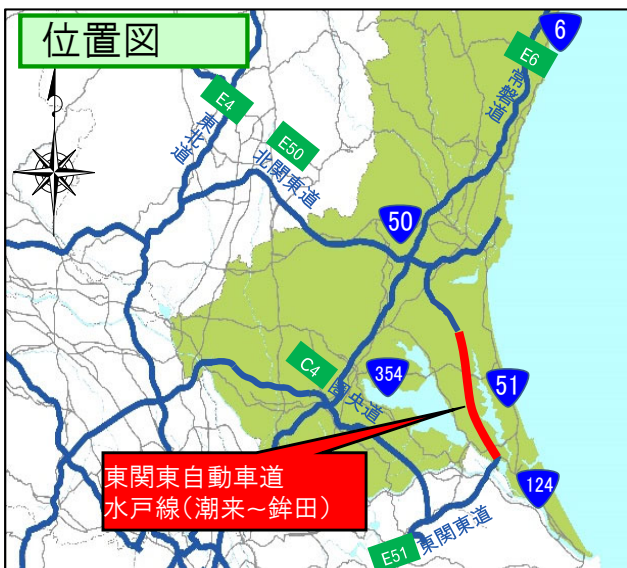 位置図
6
E6
常磐道
E4
東北道
E50
北関東道
50
C4
圏央道
354
51
東関東自動車道
水戸線(潮来~鉾田)
124
E51
東関東道